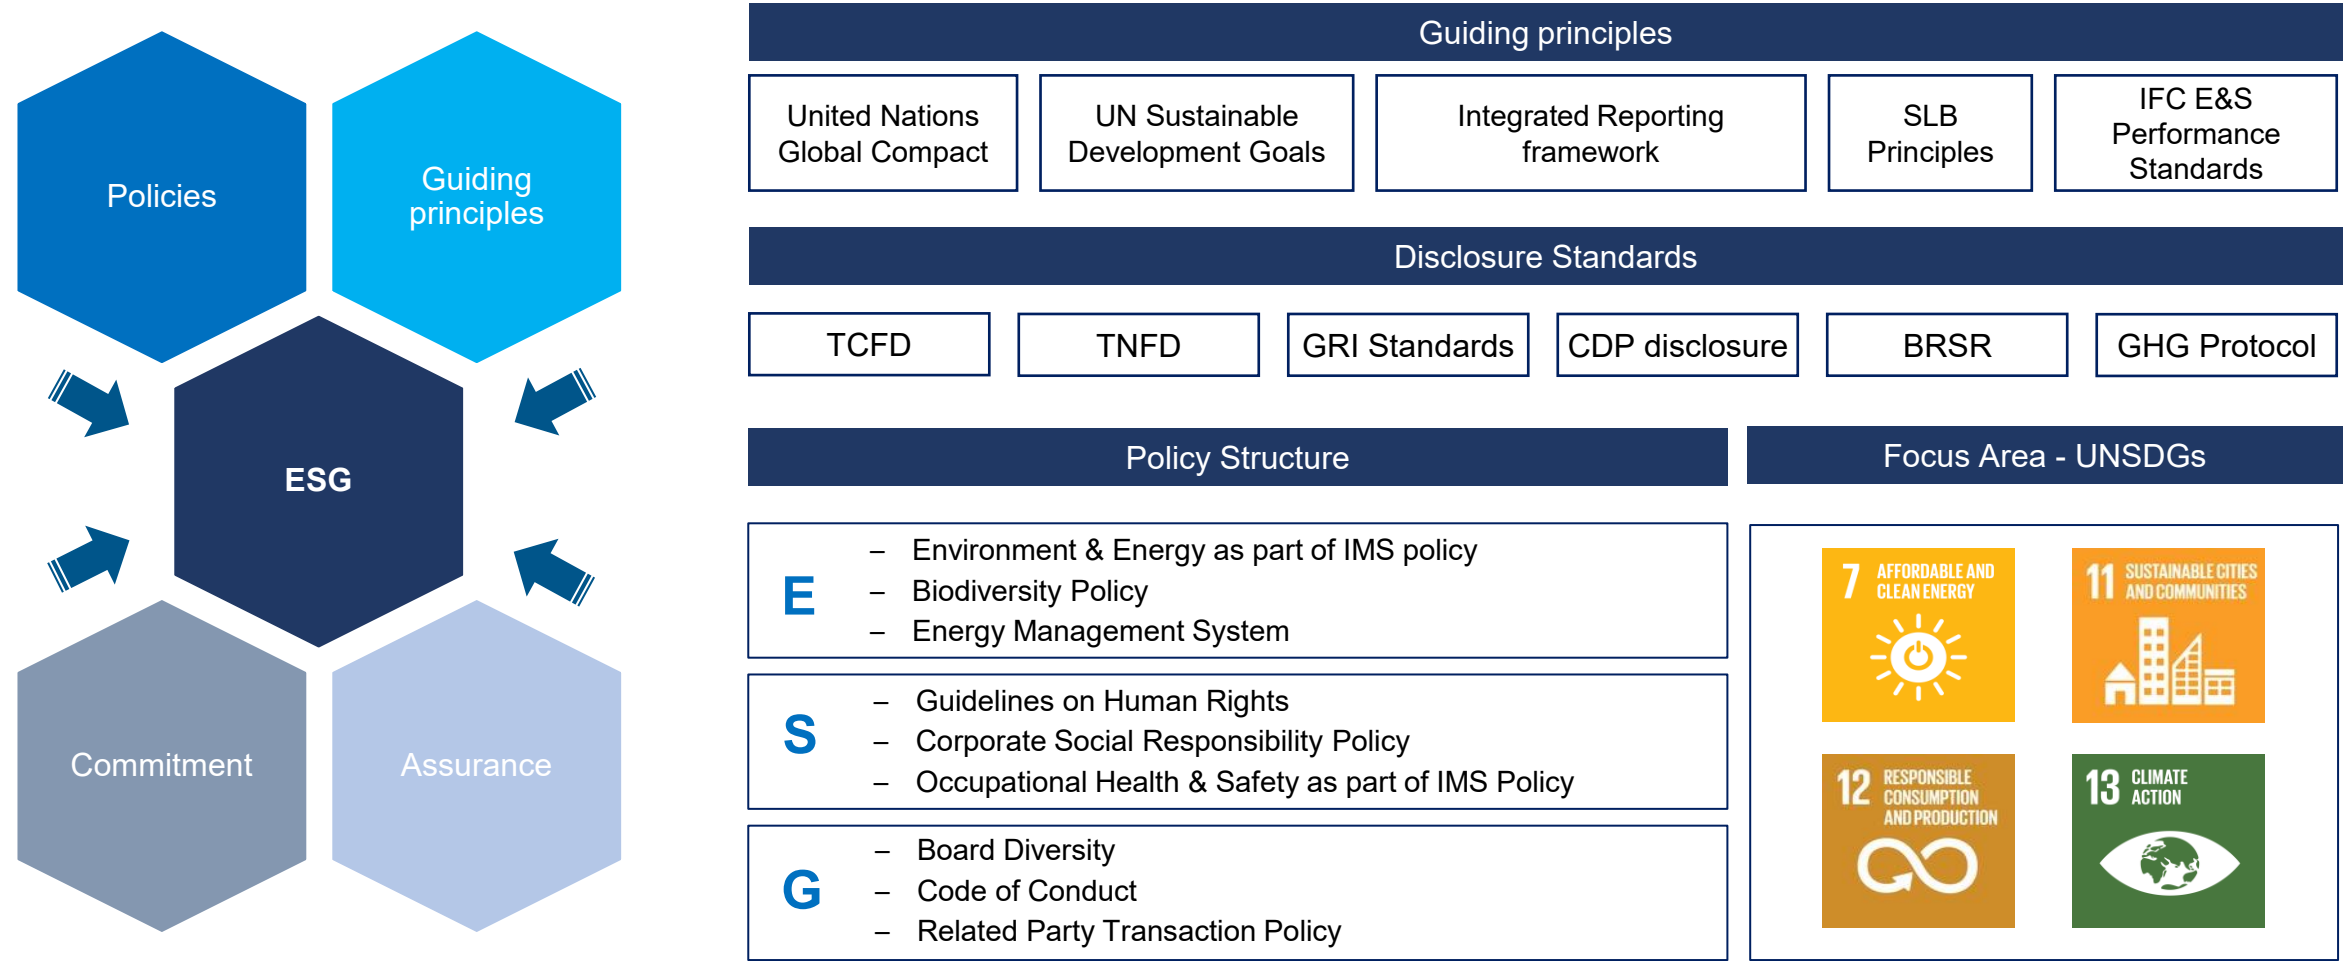 Policies
Guiding
principles
ESG
Commitment
Assurance
Guiding principles
United Nations
Global Compact
UN Sustainable
Development Goals
Integrated Reporting
framework
SLB
Principles
IFC E&S
Performance
Standards
Disclosure Standards
TCFD
TNFD
GRI Standards
CDP disclosure
BRSR
GHG Protocol
Policy Structure
E
– Environment & Energy as part of IMS policy
– Biodiversity Policy
– Energy Management System
S
– Guidelines on Human Rights
– Corporate Social Responsibility Policy
– Occupational Health & Safety as part of IMS Policy
G
– Board Diversity
– Code of Conduct
– Related Party Transaction Policy
Focus Area - UNSDGs
7 AFFORDABLE AND
CLEAN ENERGY
11 SUSTAINABLE CITIES
AND COMMUNITIES
12 RESPONSIBLE
CONSUMPTION
AND PRODUCTION
13 CLIMATE
ACTION